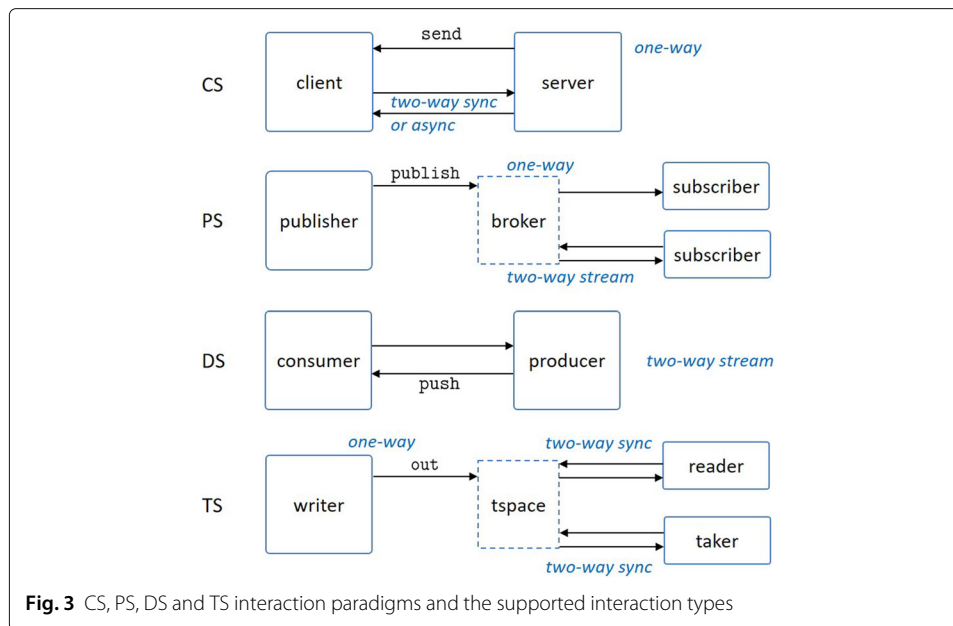 send
one-way
CS
client
server
two-way sync
or async
publish
one-way
subscriber
PS
publisher
broker
subscriber
two-way stream
DS
consumer
producer
two-way stream
push
one-way
two-way sync
out
reader
TS
writer
tspace
taker
two-way sync
Fig. 3 CS, PS, DS and TS interaction paradigms and the supported interaction types